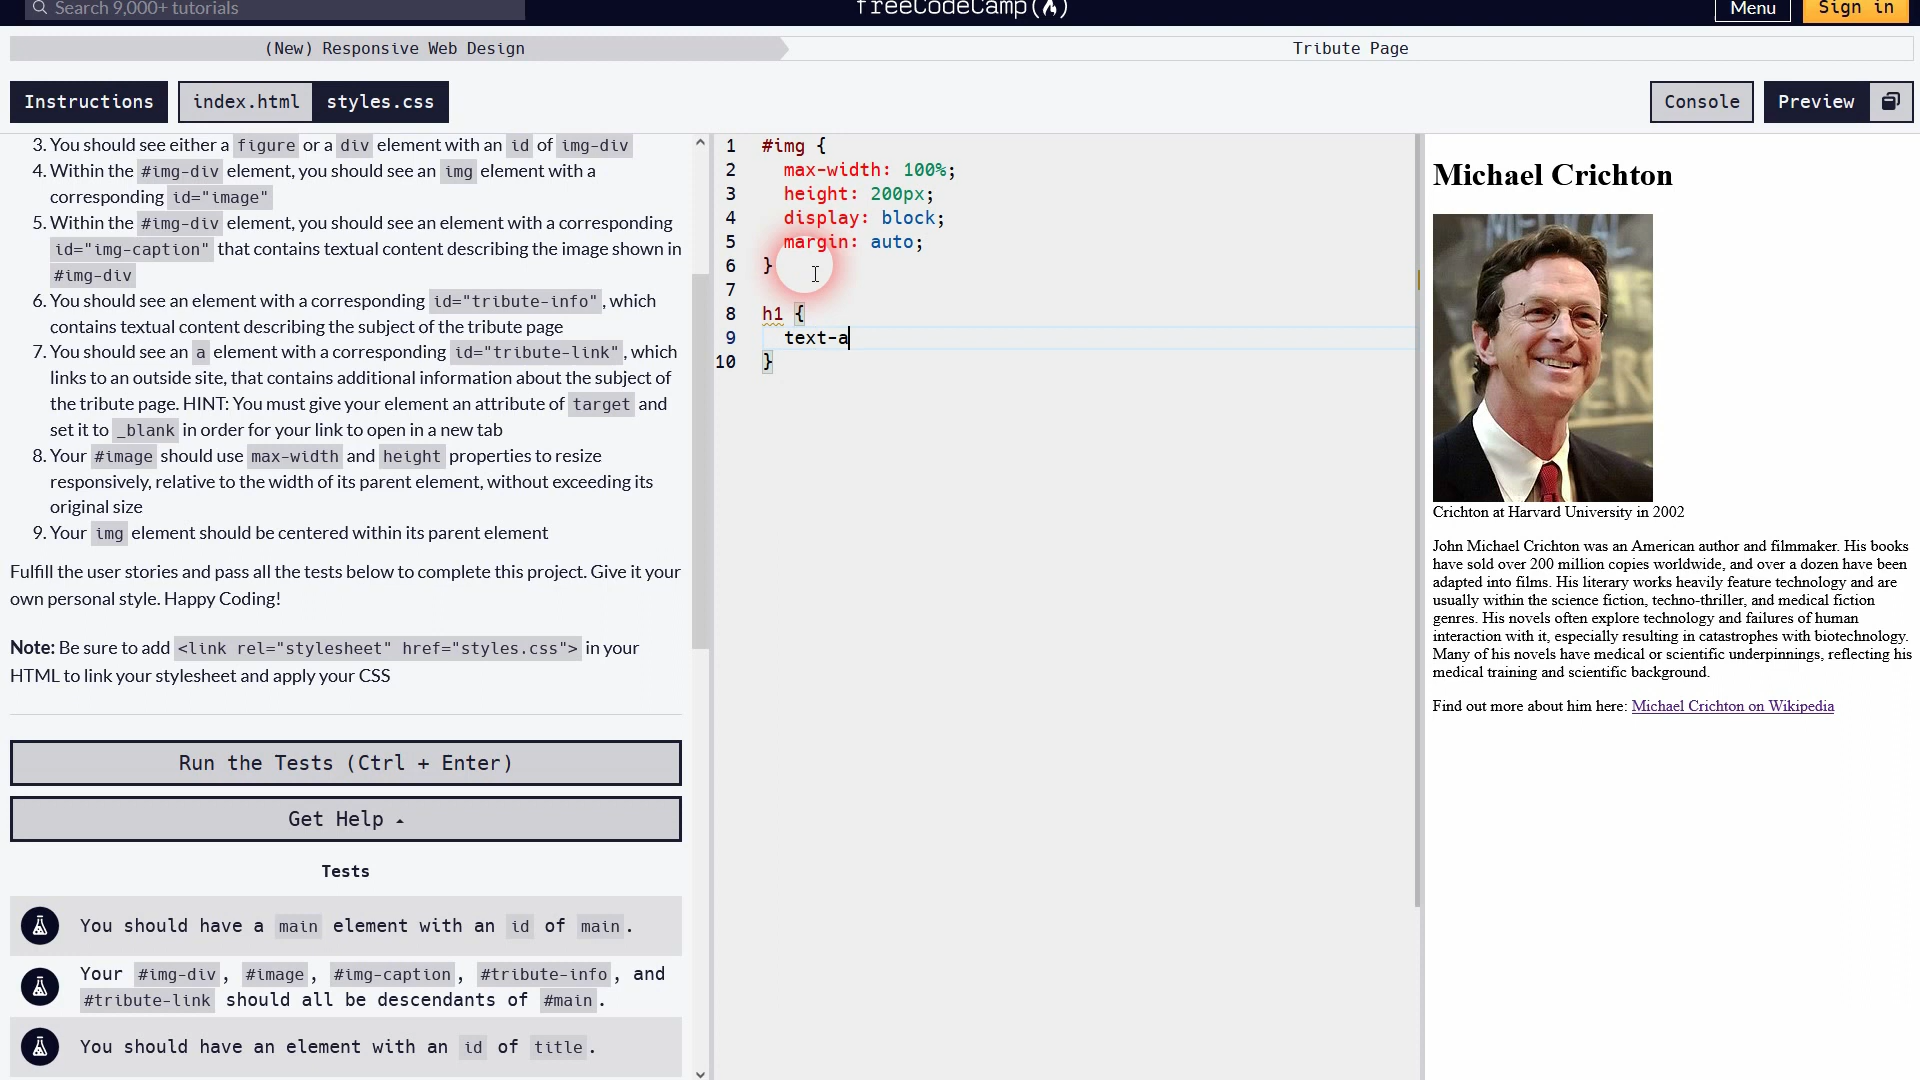 Search 9,000+ tutorials
freeCodeCamp
Menu
Sign in
(New) Responsive Web Design
Tribute Page
Instructions
index.html
styles.css
Console
Preview
3. You should see either a figure or a div element with an id of img-div
4. Within the #img-div element, you should see an img element with a
corresponding id="image"
5. Within the #img-div element, you should see an element with a corresponding
id="img-caption" that contains textual content describing the image shown in
#img-div
6. You should see an element with a corresponding id="tribute-info", which
contains textual content describing the subject of the tribute page
7. You should see an a element with a corresponding id="tribute-link", which
links to an outside site, that contains additional information about the subject of
the tribute page. HINT: You must give your element an attribute of target and
set it to _blank in order for your link to open in a new tab
8. Your #image should use max-width and height properties to resize
responsively, relative to the width of its parent element, without exceeding its
original size
9. Your img element should be centered within its parent element
Fulfill the user stories and pass all the tests below to complete this project. Give it your
own personal style. Happy Coding!
Note: Be sure to add <link rel="stylesheet" href="styles.css"> in your
HTML to link your stylesheet and apply your CSS
Run the Tests (Ctrl + Enter)
Get Help
Tests
You should have a main element with an id of main.
Your #img-div, #image, #img-caption, #tribute-info, and
#tribute-link should all be descendants of #main.
You should have an element with an id of title.
1 #img {
2 max-width: 100%;
3 height: 200px;
4 display: block;
5 margin: auto;
6 }
7
8 h1 {
9 text-a
10 }
Michael Crichton
Crichton at Harvard University in 2002
John Michael Crichton was an American author and filmmaker. His books
have sold over 200 million copies worldwide, and over a dozen have been
adapted into films. His literary works heavily feature technology and are
usually within the science fiction, techno-thriller, and medical fiction
genres. His novels often explore technology and failures of human
interaction with it, especially resulting in catastrophes with biotechnology.
Many of his novels have medical or scientific underpinnings, reflecting his
medical training and scientific background.
Find out more about him here: Michael Crichton on Wikipedia